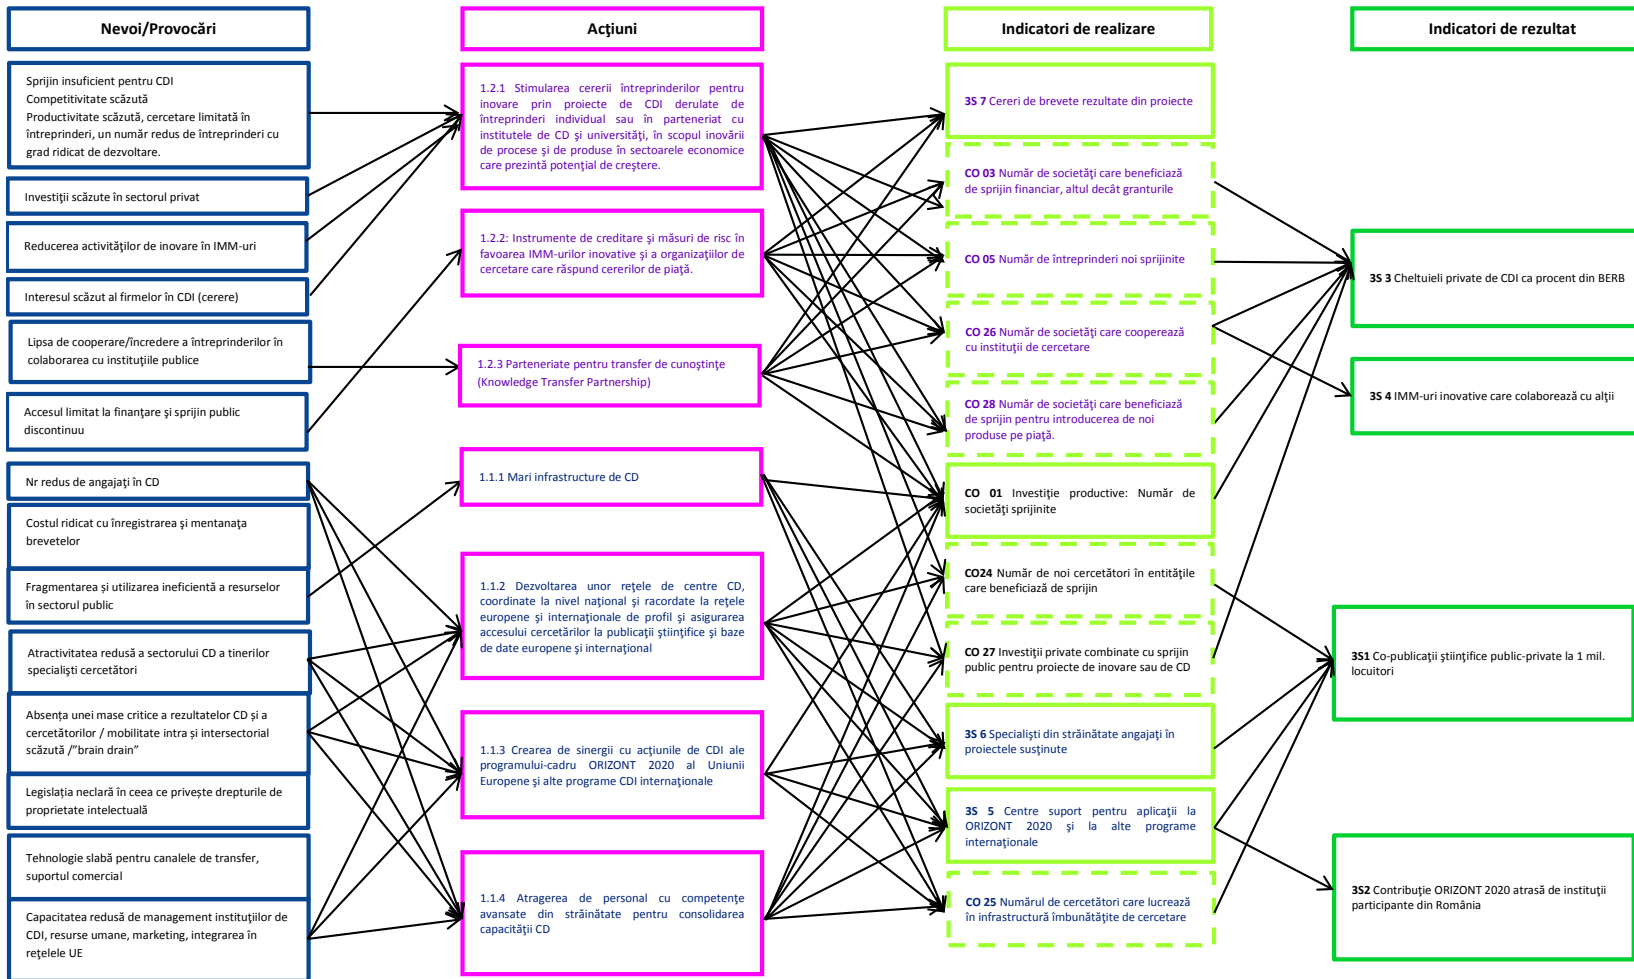 Nevoi/Provocări
Sprijin insuficient pentru CDI
Competitivitate scăzută
Productivitate scăzută, cercetare limitată în
întreprinderi, un număr redus de întreprinderi cu
grad ridicat de dezvoltare.
Investiţii scăzute în sectorul privat
Reducerea activităţilor de inovare în IMM-uri
Interesul scăzut al firmelor în CDI (cerere)
Lipsa de cooperare/încredere a întreprinderilor în
colaborarea cu instituţiile publice
Accesul limitat la finanţare şi sprijin public
discontinuu
Nr redus de angajaţi în CD
Costul ridicat cu înregistrarea şi mentanaţa
brevetelor
Fragmentarea și utilizarea ineficientă a resurselor
în sectorul public
Atractivitatea redusă a sectorului CD a tinerilor
specialişti cercetători
Absența unei mase critice a rezultatelor CD și a
cercetătorilor / mobilitate intra și intersectorial
scăzută /”brain drain”
Legislația neclară în ceea ce privește drepturile de
proprietate intelectuală
Tehnologie slabă pentru canalele de transfer,
suportul comercial
Capacitatea redusă de management instituţiilor de
CDI, resurse umane, marketing, integrarea în
reţelele UE
Acţiuni
1.2.1 Stimularea cererii întreprinderilor pentru
inovare prin proiecte de CDI derulate de
întreprinderi individual sau în parteneriat cu
institutele de CD şi universităţi, în scopul inovării
de procese şi de produse în sectoarele economice
care prezintă potenţial de creştere.
1.2.2: Instrumente de creditare şi măsuri de risc în
favoarea IMM-urilor inovative şi a organizaţiilor de
cercetare care răspund cererilor de piaţă.
1.2.3 Parteneriate pentru transfer de cunoştinţe
(Knowledge Transfer Partnership)
1.1.1 Mari infrastructure de CD
1.1.2 Dezvoltarea unor reţele de centre CD,
coordinate la nivel naţional şi racordate la reţele
europene şi internaţionale de profil şi asigurarea
accesului cercetărilor la publicaţii ştiinţifice şi baze
de date europene şi internaţional
1.1.3 Crearea de sinergii cu acţiunile de CDI ale
programului-cadru ORIZONT 2020 al Uniunii
Europene şi alte programe CDI internaţionale
1.1.4 Atragerea de personal cu competenţe
avansate din străinătate pentru consolidarea
capacităţii CD
Indicatori de realizare
3S 7 Cereri de brevete rezultate din proiecte
CO 03 Număr de societăţi care beneficiază
de sprijin financiar, altul decât granturile
CO 05 Număr de întreprinderi noi sprijinite
CO 26 Număr de societăţi care cooperează
cu instituţii de cercetare
CO 28 Număr de societăţi care beneficiază
de sprijin pentru introducerea de noi
produse pe piaţă.
CO 01 Investiţie productive: Număr de
societăţi sprijinite
CO24 Număr de noi cercetători în entităţile
care beneficiază de sprijin
CO 27 Investiţii private combinate cu sprijin
public pentru proiecte de inovare sau de CD
3S 6 Specialişti din străinătate angajaţi în
proiectele susţinute
3S 5 Centre suport pentru aplicaţii la
ORIZONT 2020 şi la alte programe
internaţionale
CO 25 Numărul de cercetători care lucrează
în infrastructură îmbunătăţite de cercetare
Indicatori de rezultat
3S 3 Cheltuieli private de CDI ca procent din BERB
3S 4 IMM-uri inovative care colaborează cu alţii
3S1 Co-publicaţii ştiinţifice public-private la 1 mil.
locuitori
3S2 Contribuţie ORIZONT 2020 atrasă de instituţii
participante din România